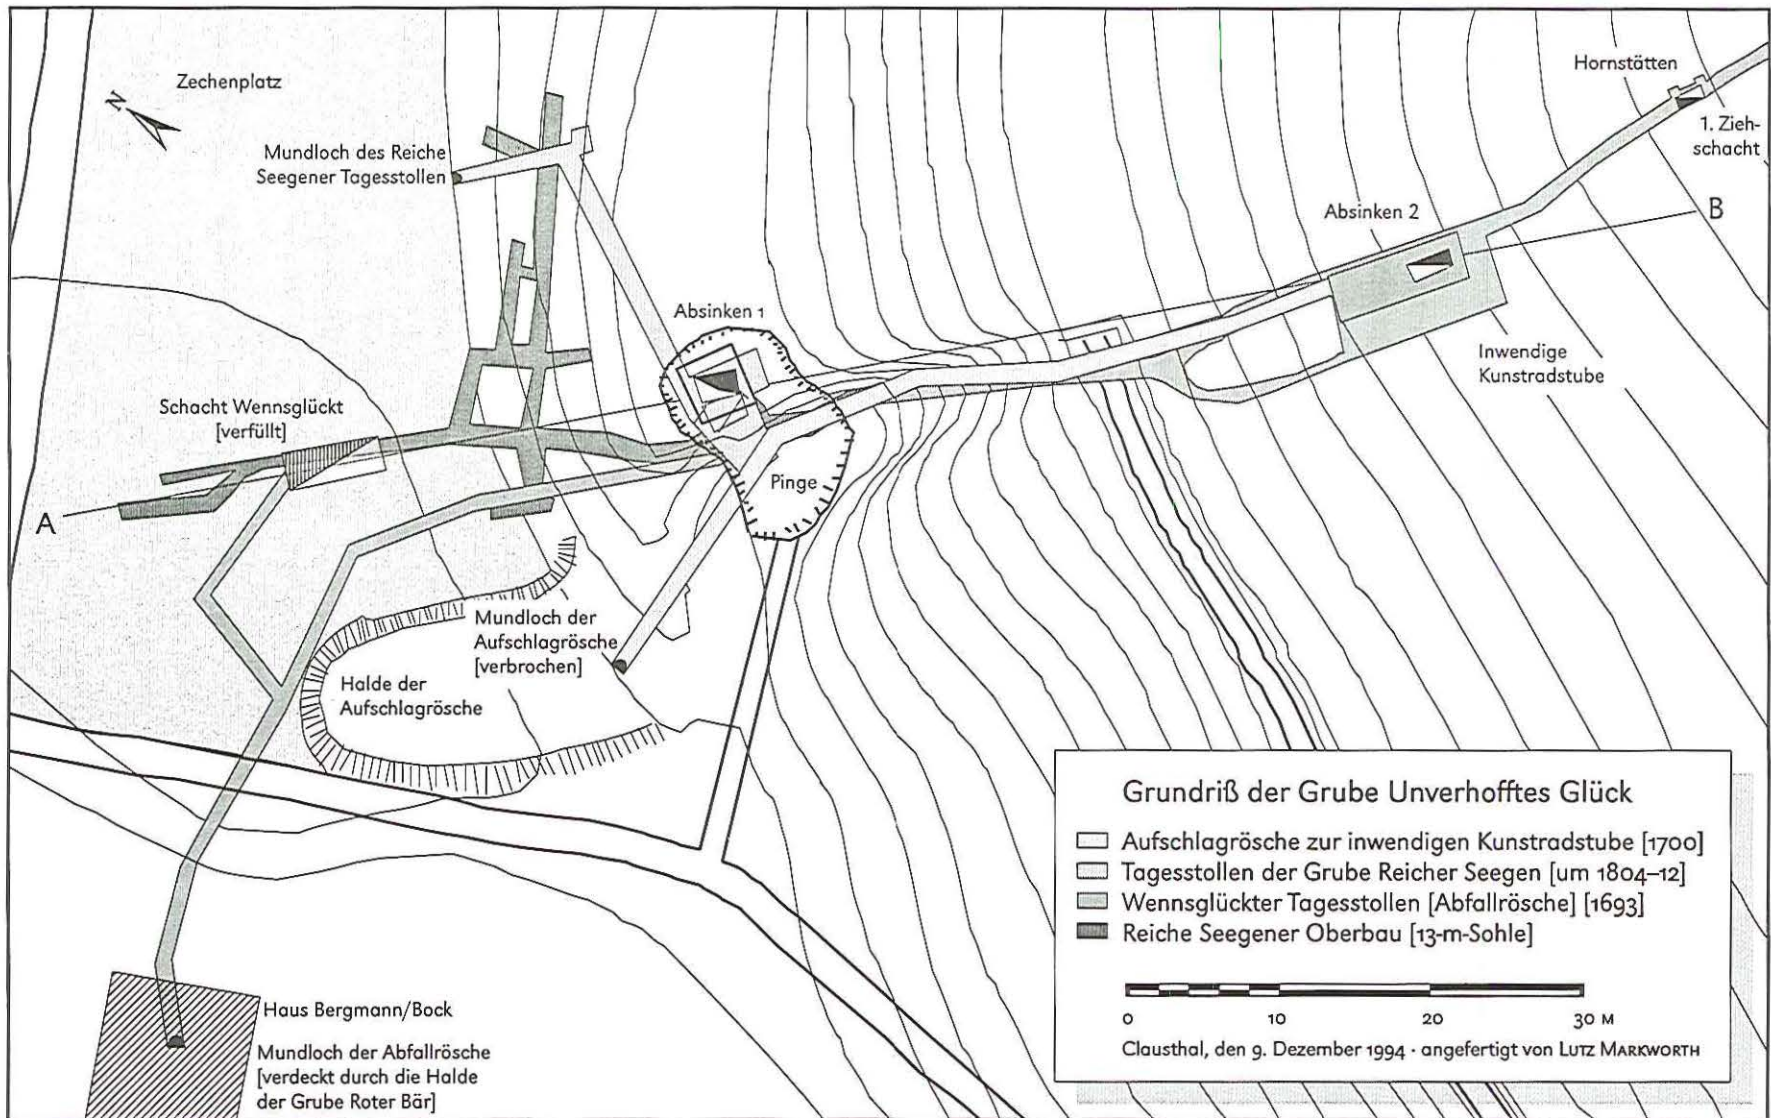 Zechenplatz
N
Hornstätten
1. Zieh-
schacht
Mundloch des Reiche
Seegener Tagesstollen
Absinken 2
B
Absinken 1
Inwendige
Kunstradstube
Schacht Wennsglückt
[verfüllt]
Pinge
A
Mundloch der
Aufschlagrösche
[verbrochen]
Halde der
Aufschlagrösche
Grundriß der Grube Unverhofftes Glück
Aufschlagrösche zur inwendigen Kunstradstube [1700]
Tagesstollen der Grube Reicher Seegen [um 1804–12]
Wennsglückter Tagesstollen [Abfallrösche] [1693]
Reiche Seegener Oberbau [13-m-Sohle]
0 10 20 30 M
Clausthal, den 9. Dezember 1994 · angefertigt von LUTZ MARKWORTH
Haus Bergmann/Bock
Mundloch der Abfallrösche
[verdeckt durch die Halde
der Grube Roter Bär]